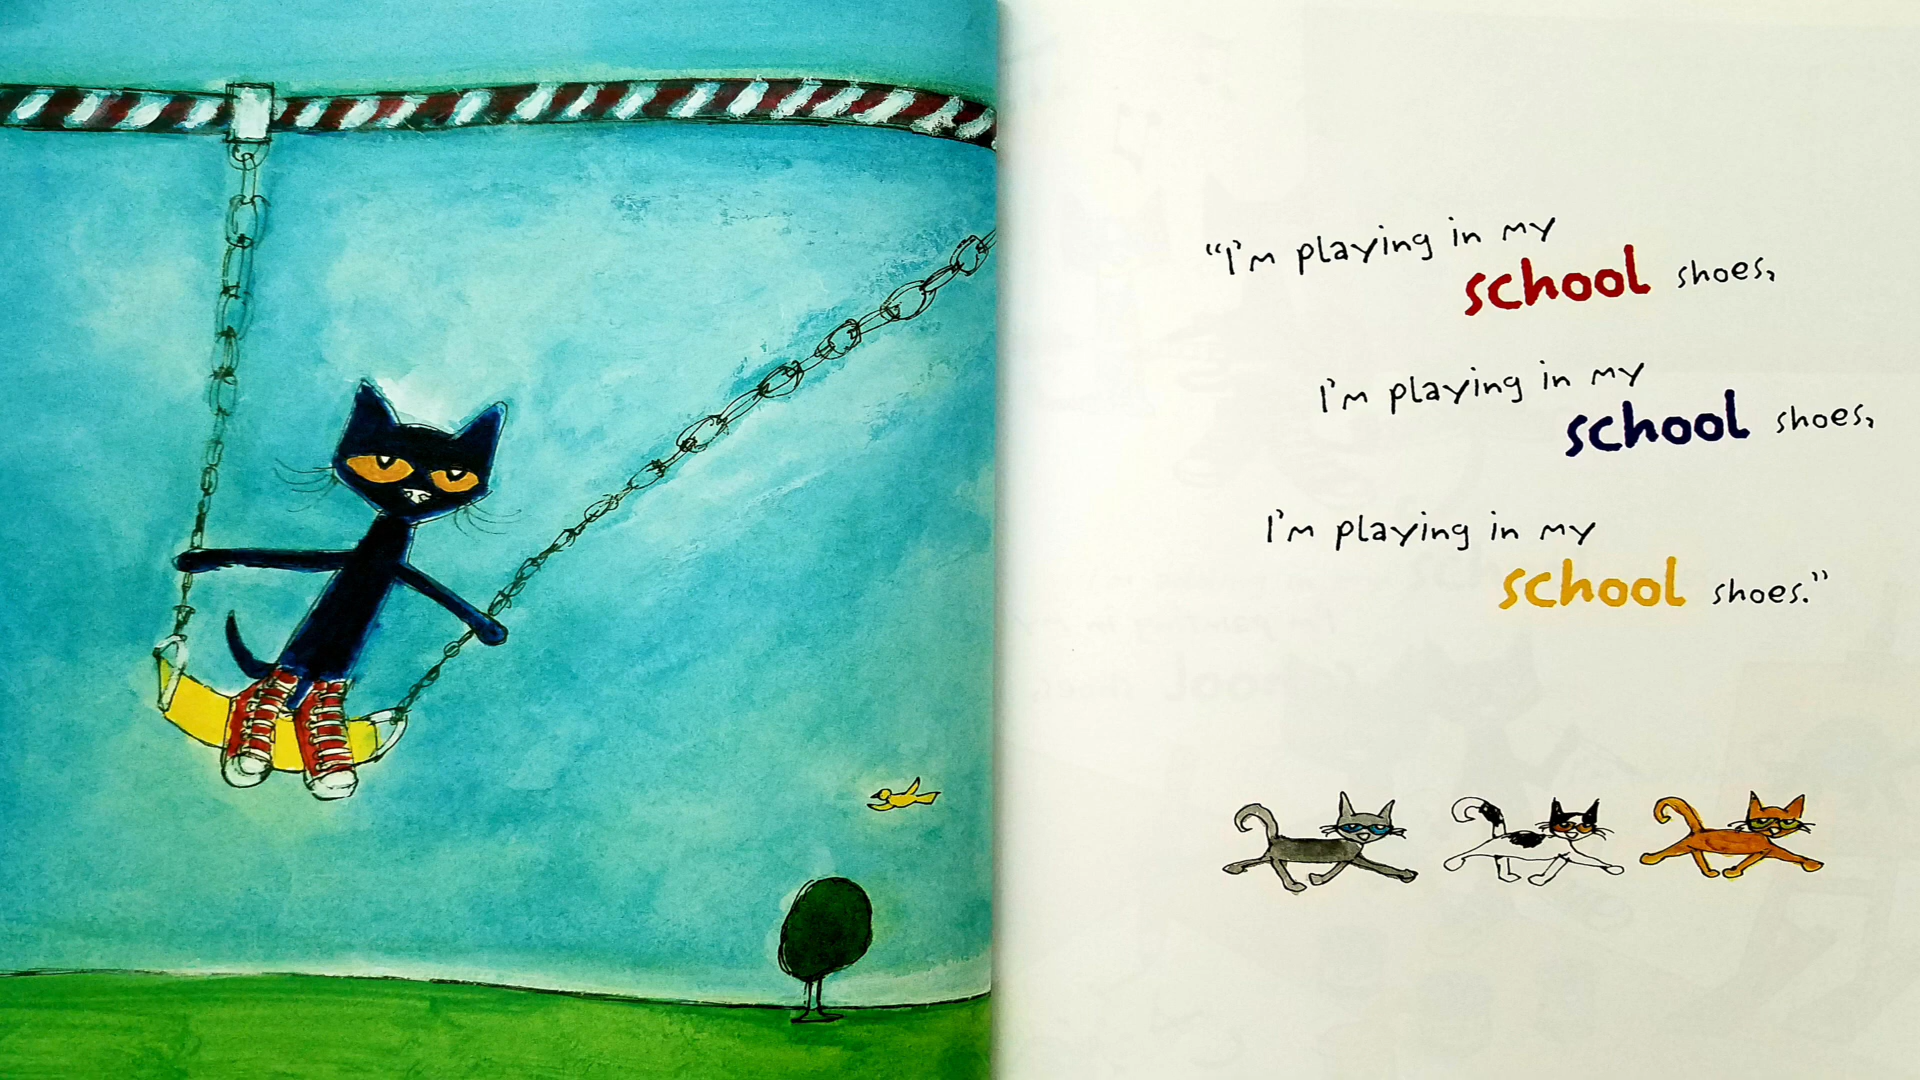 “I'm playing in my
school shoes,
I'm playing in my
school shoes,
I'm playing in my
school shoes.”